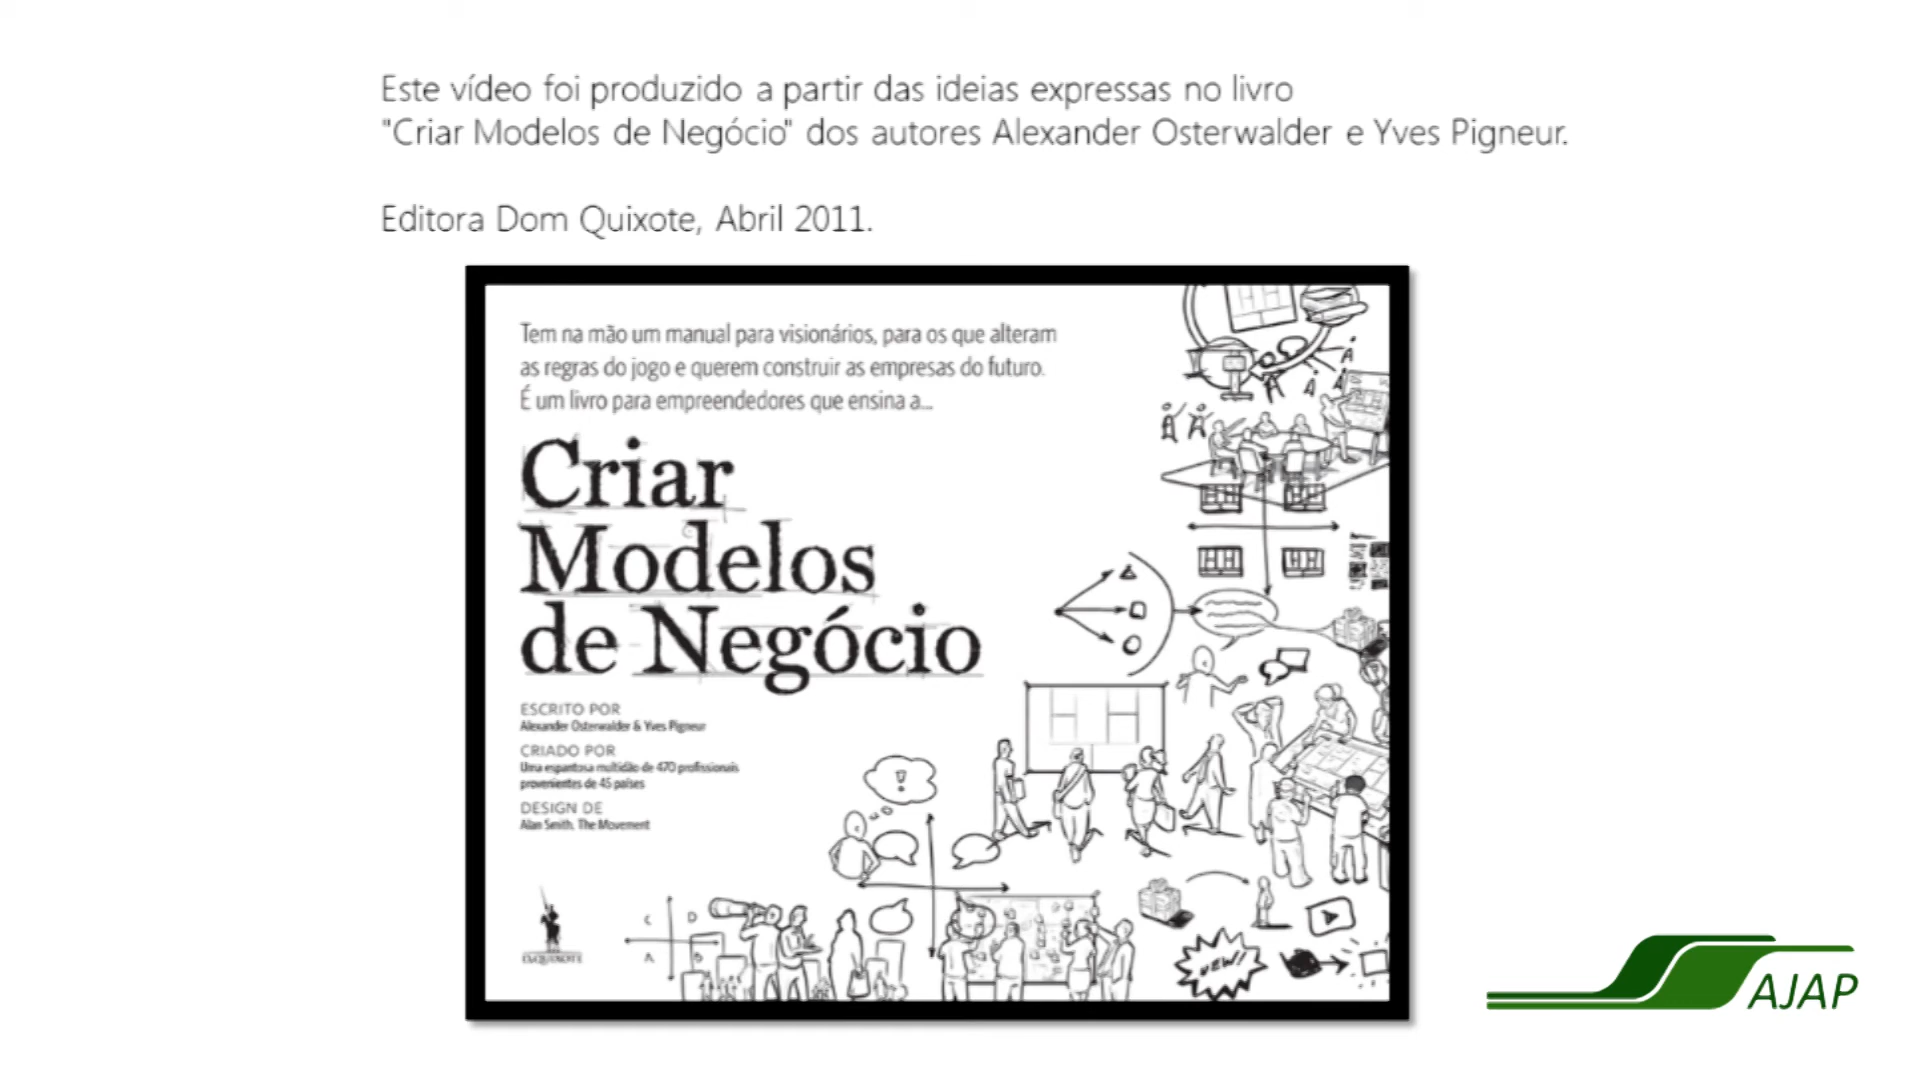 Este vídeo foi produzido a partir das ideias expressas no livro
"Criar Modelos de Negócio" dos autores Alexander Osterwalder e Yves Pigneur.
Editora Dom Quixote, Abril 2011.
Tem na mão um manual para visionários, para os que alteram
as regras do jogo e querem construir as empresas do futuro.
É um livro para empreendedores que ensina a...
Criar
Modelos
de Negócio
ESCRITO POR
Alexander Osterwalder & Yves Pigneur
CRIADO POR
Uma espantosa multidão de 470 profissionais
provenientes de 45 países
DESIGN DE
Alan Smith, The Movement
C D
A B
D.QUIXOTE
NEW!
AJAP